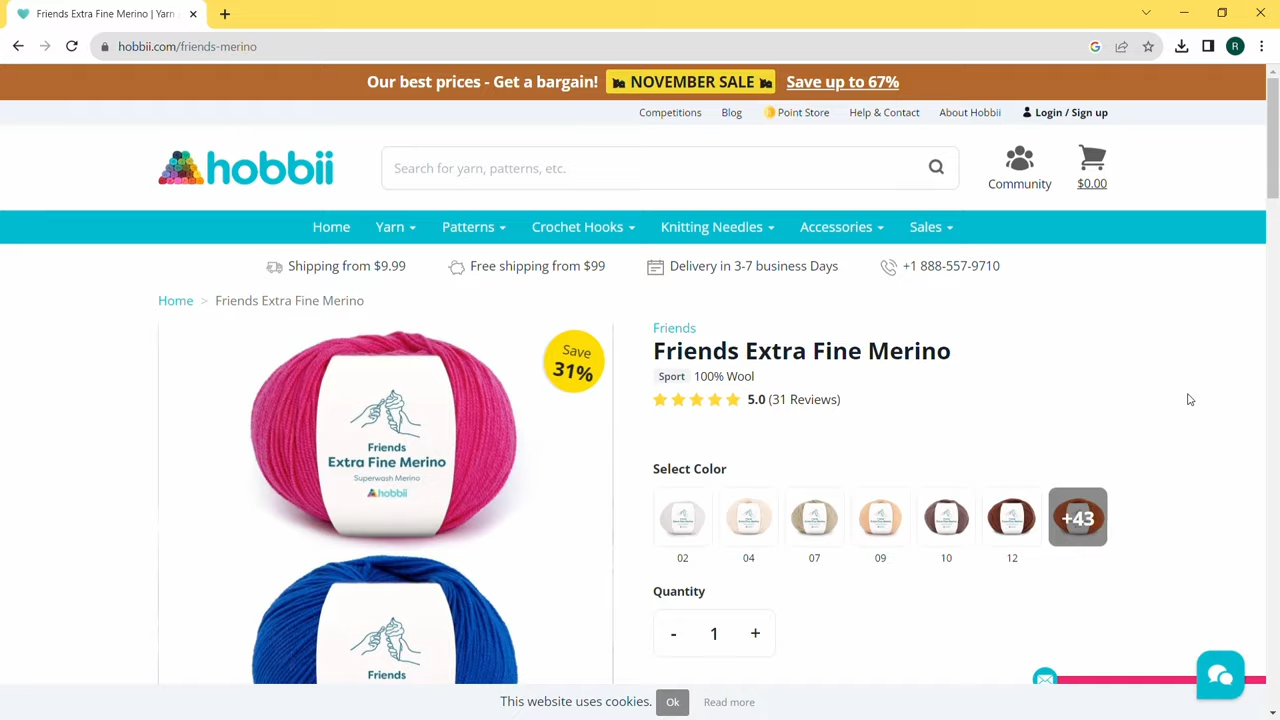 Friends Extra Fine Merino | Yarn
hobbii.com/friends-merino
R
Our best prices - Get a bargain! NOVEMBER SALE Save up to 67%
Competitions Blog Point Store Help & Contact About Hobbii Login / Sign up
hobbii
Search for yarn, patterns, etc.
Community
$0.00
Home Yarn Patterns Crochet Hooks Knitting Needles Accessories Sales
Shipping from $9.99 Free shipping from $99 Delivery in 3-7 business Days +1 888-557-9710
Home > Friends Extra Fine Merino
Save
31%
Friends
Extra Fine Merino
Superwash Merino
hobbii
Friends
Friends
Friends Extra Fine Merino
Sport 100% Wool
5.0 (31 Reviews)
Select Color
+43
02 04 07 09 10 12
Quantity
- 1 +
This website uses cookies. Ok Read more